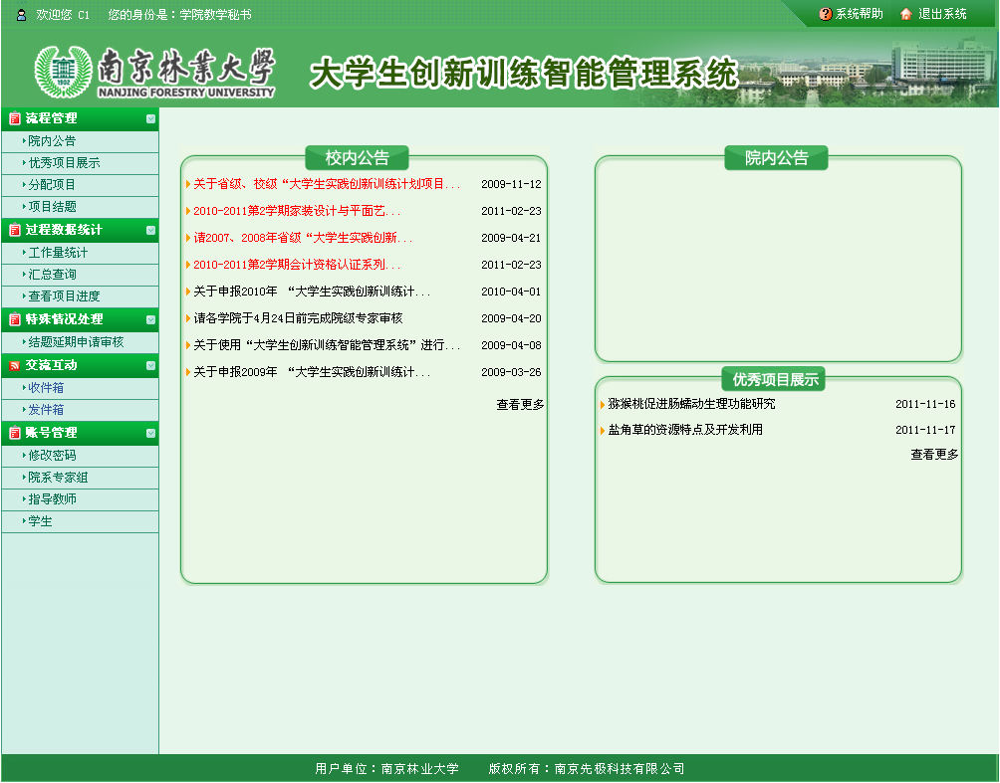 欢迎您 C1 您的身份是：学院教学秘书
系统帮助 退出系统
南京林業大學
NANJING FORESTRY UNIVERSITY
大学生创新训练智能管理系统
流程管理
院内公告
优秀项目展示
分配项目
项目结题
过程数据统计
工作量统计
汇总查询
查看项目进度
特殊情况处理
结题延期申请审核
交流互动
收件箱
发件箱
账号管理
修改密码
院系专家组
指导教师
学生
校内公告
关于省级、校级“大学生实践创新训练计划项目... 2009-11-12
2010-2011第2学期家装设计与平面艺... 2011-02-23
请2007、2008年省级“大学生实践创新... 2009-04-21
2010-2011第2学期会计资格认证系列... 2011-02-23
关于申报2010年 “大学生实践创新训练计... 2010-04-01
请各学院于4月24日前完成院级专家审核 2009-04-20
关于使用“大学生创新训练智能管理系统”进行... 2009-04-08
关于申报2009年 “大学生实践创新训练计... 2009-03-26
查看更多
院内公告
优秀项目展示
猕猴桃促进肠蠕动生理功能研究 2011-11-16
盐角草的资源特点及开发利用 2011-11-17
查看更多
用户单位：南京林业大学 版权所有：南京先极科技有限公司